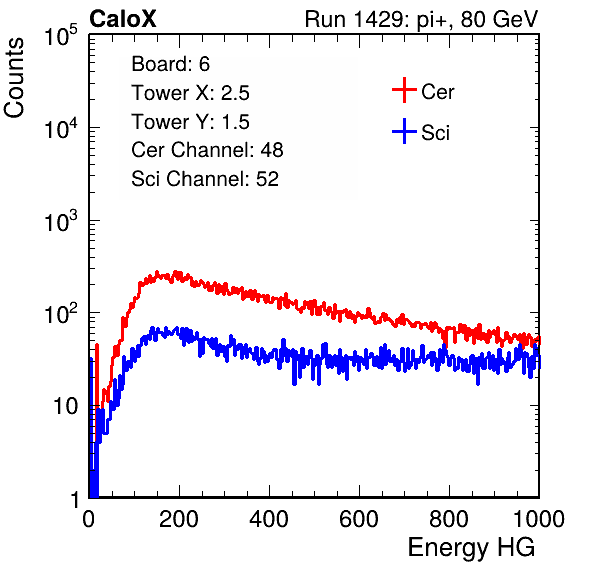 CaloX Run 1429: pi+, 80 GeV
Board: 6
Tower X: 2.5
Tower Y: 1.5
Cer Channel: 48
Sci Channel: 52
Cer
Sci
Counts
10^5
10^4
10^3
10^2
10
1
0 200 400 600 800 1000
Energy HG